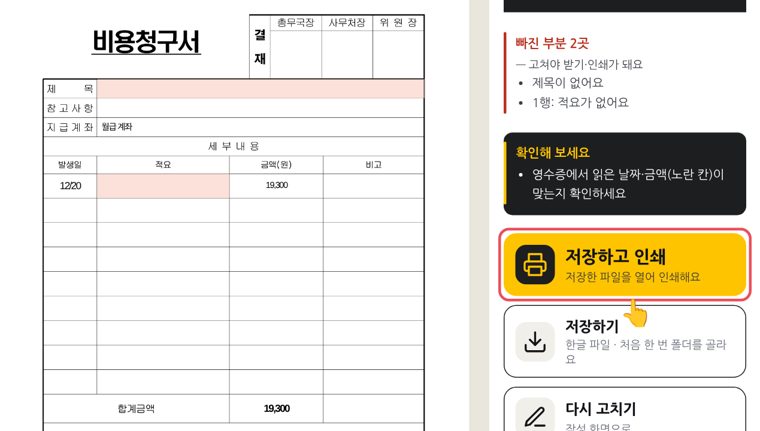 비용청구서
결
재
총무국장 사무처장 위 원 장
제 목
참 고 사 항
지 급 계 좌 월급 계좌
세 부 내 용
발생일 적요 금액(원) 비고
12/20 19,300
합계금액 19,300
빠진 부분 2곳
— 고쳐야 받기·인쇄가 돼요
• 제목이 없어요
• 1행: 적요가 없어요
확인해 보세요
• 영수증에서 읽은 날짜·금액(노란 칸)이
맞는지 확인하세요
저장하고 인쇄
저장한 파일을 열어 인쇄해요
저장하기
한글 파일 · 처음 한 번 폴더를 골라
요
다시 고치기
작성 화면으로